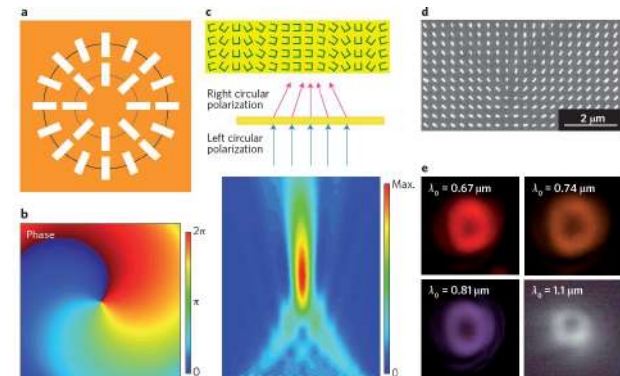 a
c
d
Right circular
polarization
Left circular
polarization
2 μm
Max.
0
b
Phase
2π
π
0
e
λ₀ = 0.67 μm
λ₀ = 0.74 μm
λ₀ = 0.81 μm
λ₀ = 1.1 μm